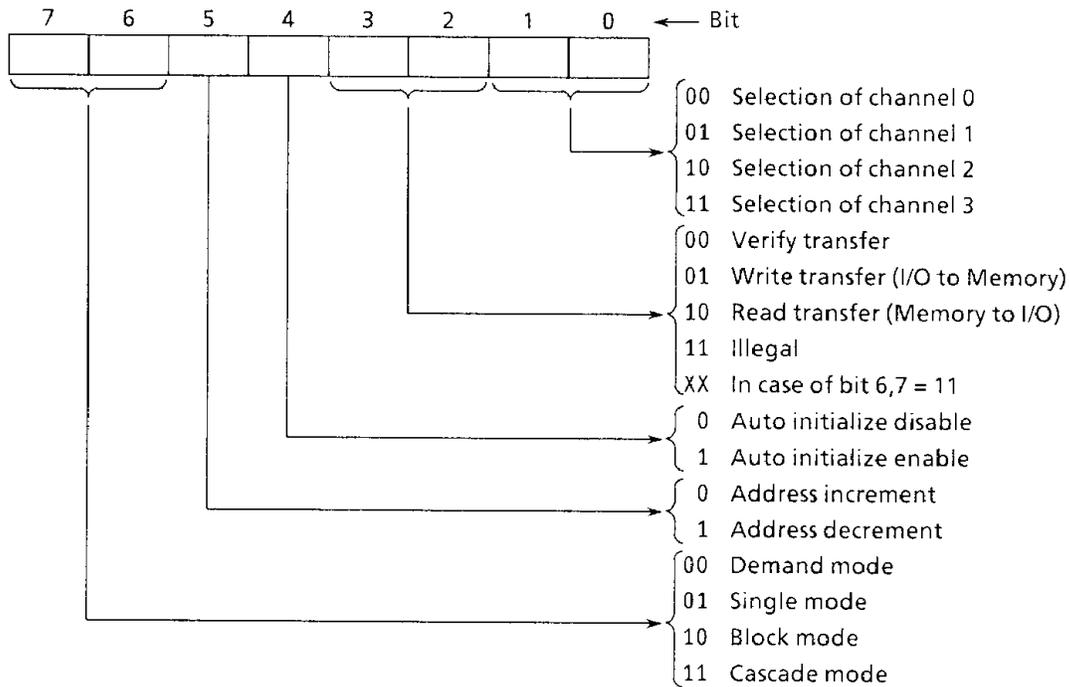 7 6 5 4 3 2 1 0 Bit
00 Selection of channel 0
01 Selection of channel 1
10 Selection of channel 2
11 Selection of channel 3
00 Verify transfer
01 Write transfer (I/O to Memory)
10 Read transfer (Memory to I/O)
11 Illegal
XX In case of bit 6,7 = 11
0 Auto initialize disable
1 Auto initialize enable
0 Address increment
1 Address decrement
00 Demand mode
01 Single mode
10 Block mode
11 Cascade mode